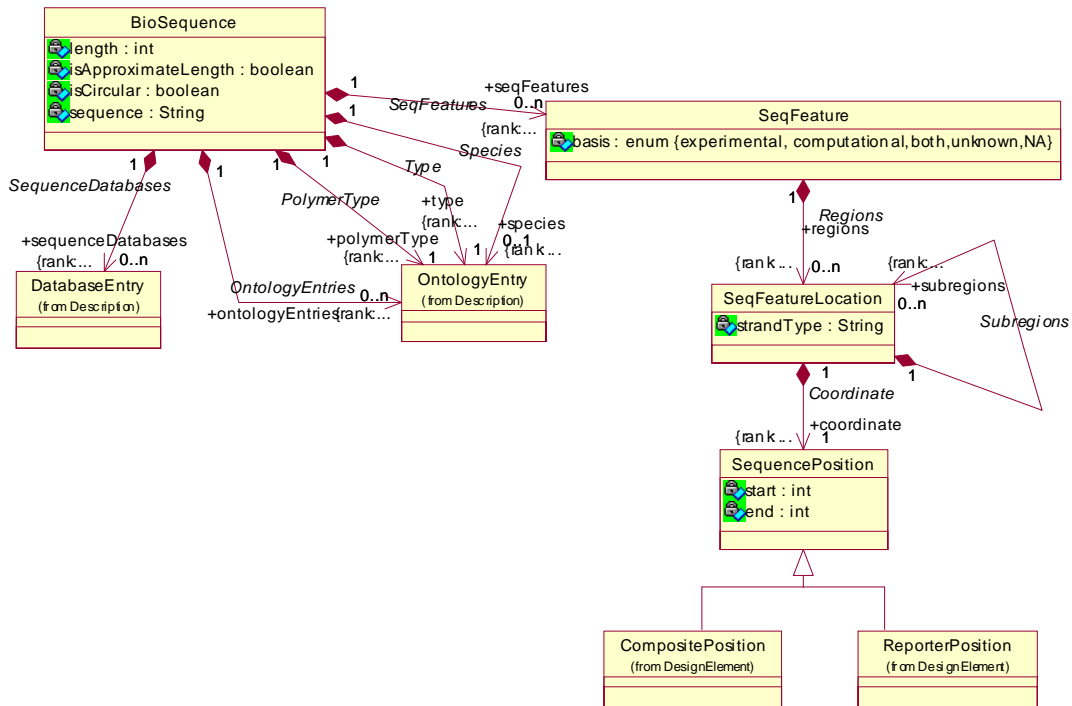 BioSequence
length : int
isApproximateLength : boolean
isCircular : boolean
sequence : String
1
1
1
1
1
1
1
SeqFeatures
+seqFeatures
0..n
{rank:...
Species
+species
0..1
{rank...
Type
+type
{rank:...
1
PolymerType
+polymerType
{rank:...
1
SequenceDatabases
+sequenceDatabases
{rank:...
0..n
OntologyEntries
0..n
+ontologyEntries
{rank:...
DatabaseEntry
(from Description)
OntologyEntry
(from Description)
SeqFeature
basis : enum {experimental, computational,both,unknown,NA}
1
Regions
+regions
{rank:...
0..n
{rank:...
+subregions
0..n
Subregions
SeqFeatureLocation
strandType : String
1
1
Coordinate
+coordinate
{rank:...
1
SequencePosition
start : int
end : int
CompositePosition
(from DesignElement)
ReporterPosition
(from DesignElement)